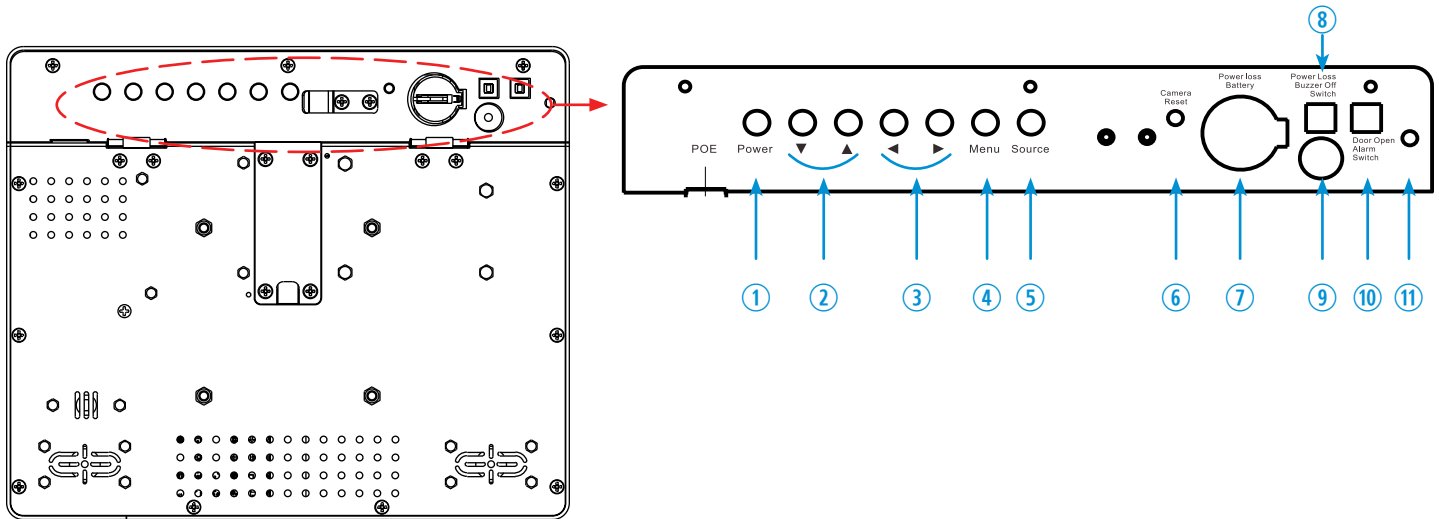 ⑧
Power loss
Battery
Power Loss
Buzzer Off
Switch
Camera
Reset
POE
Power
▼
▲
◄
►
Menu
Source
Door Open
Alarm
Switch
①
②
③
④
⑤
⑥
⑦
⑨
⑩
⑪